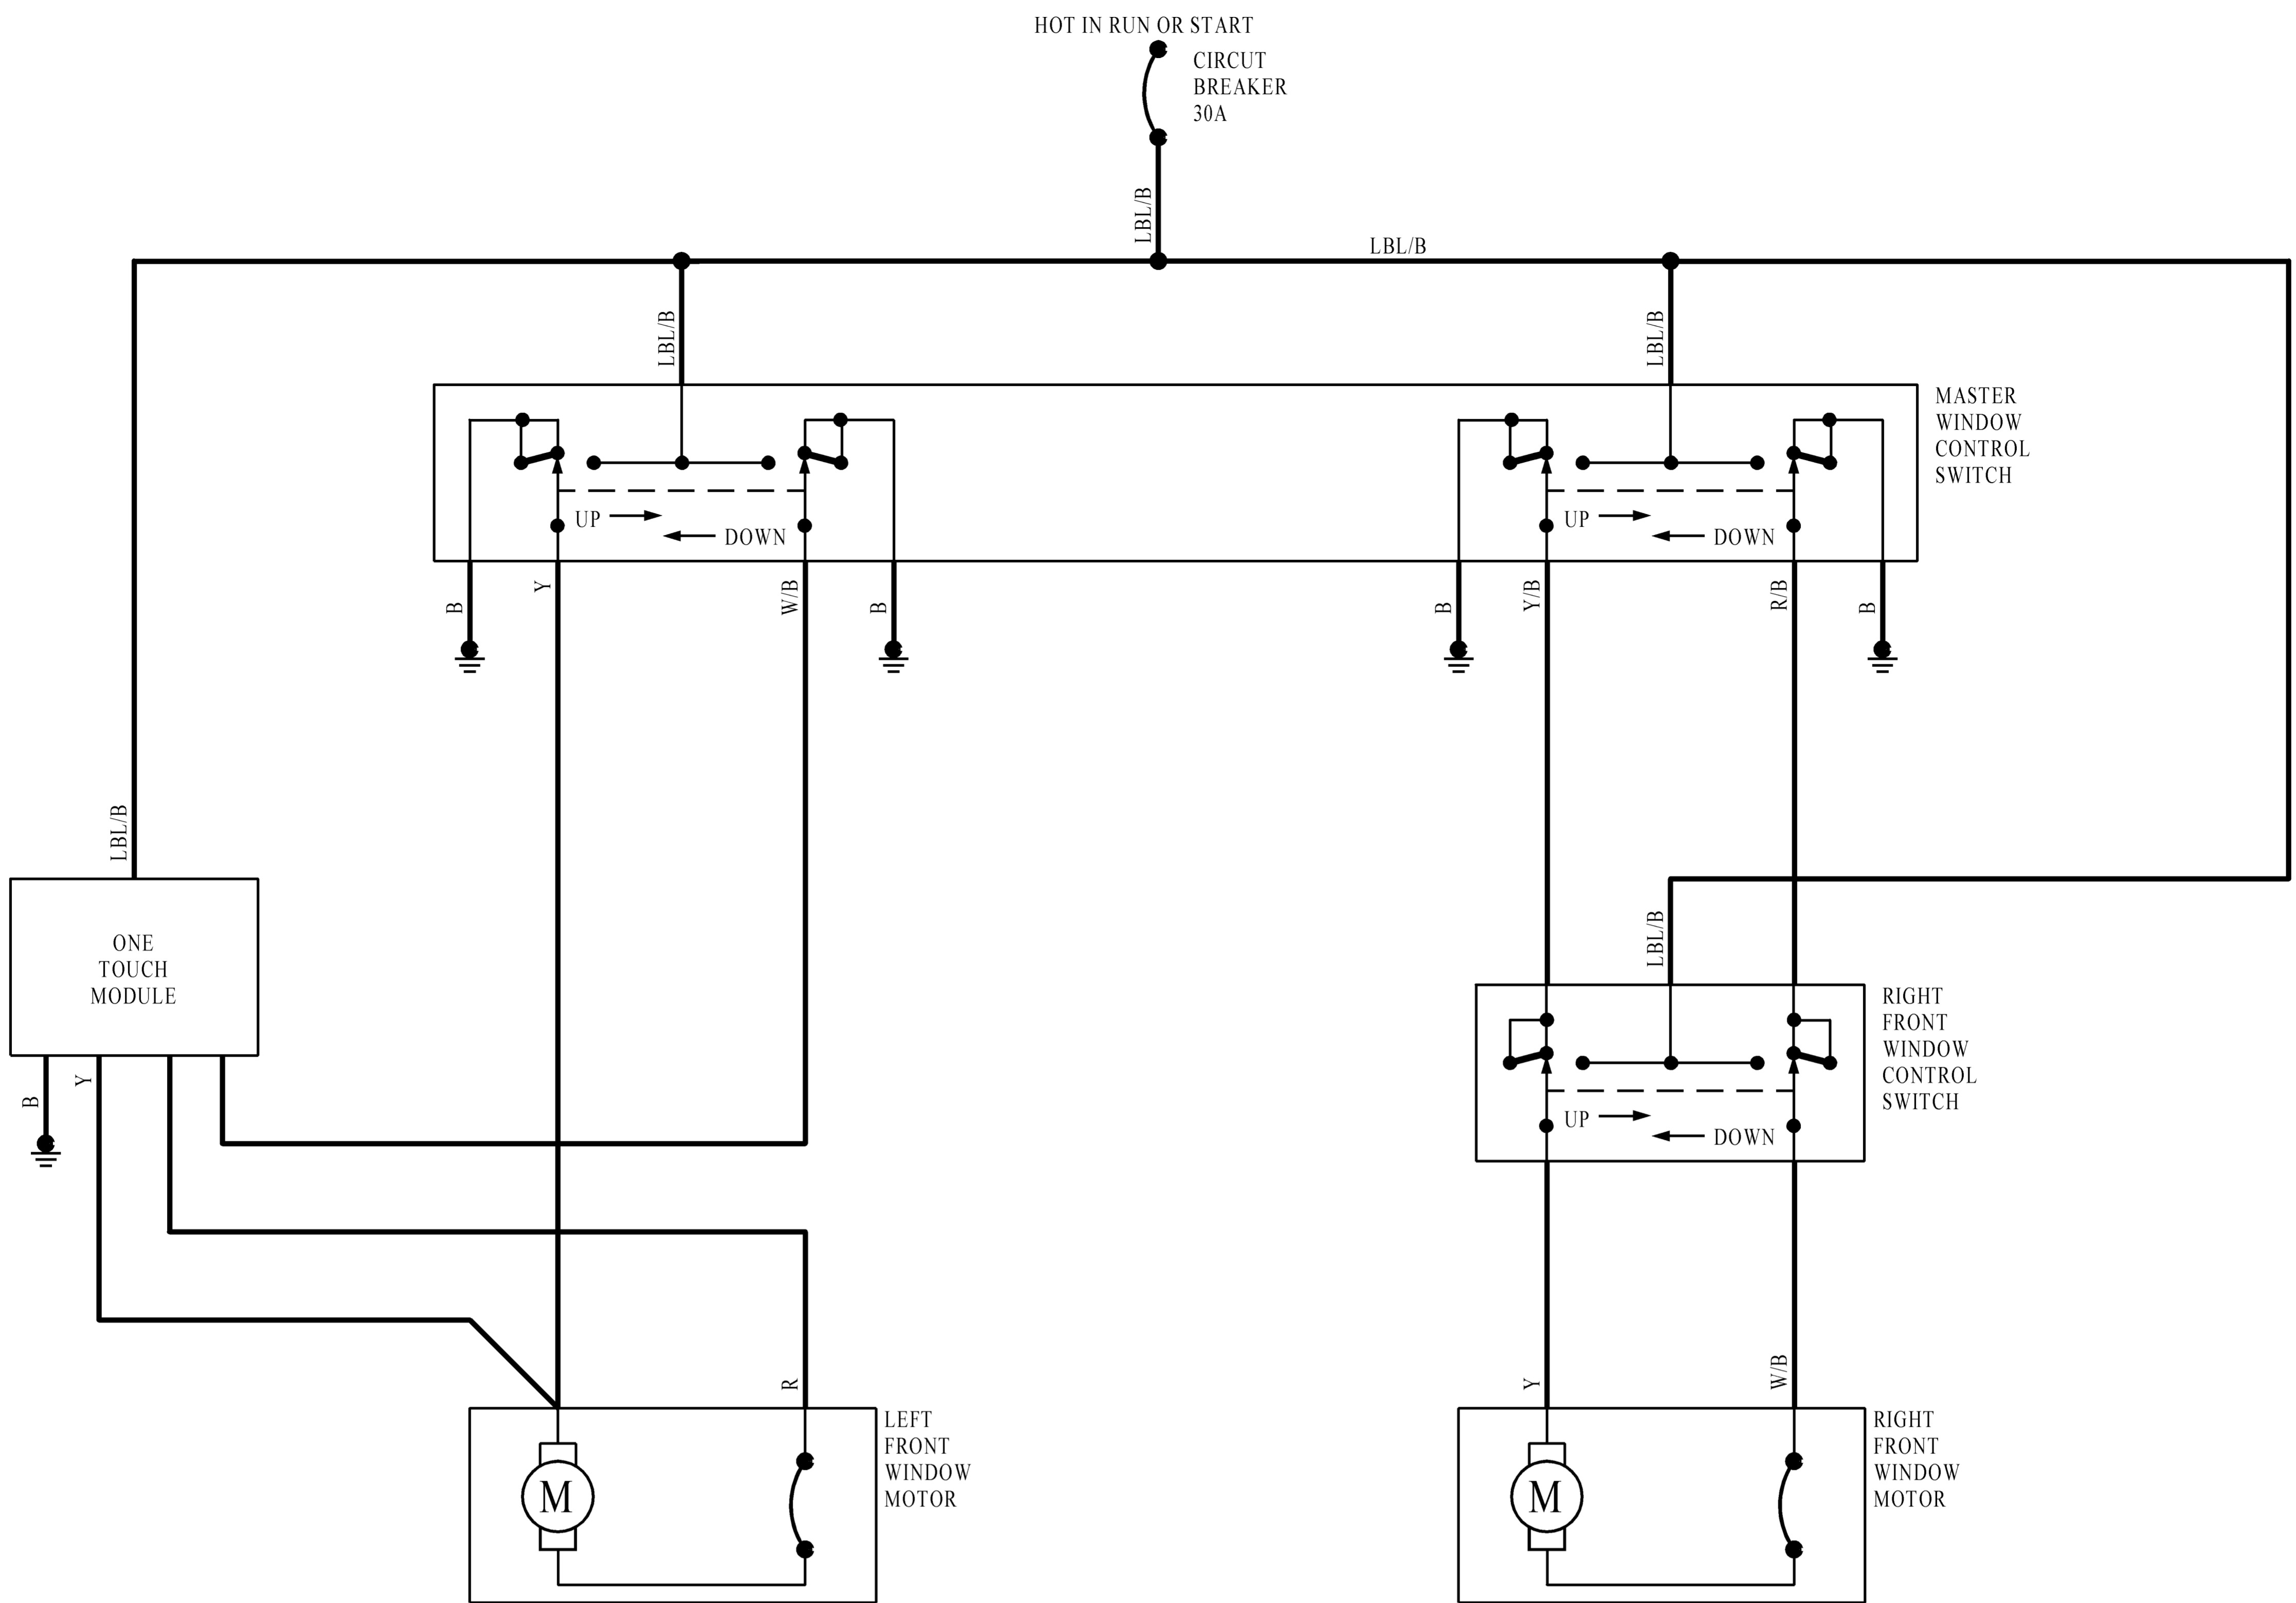 HOT IN RUN OR START
CIRCUT
BREAKER
30A
LBL/B
LBL/B
LBL/B
LBL/B
MASTER
WINDOW
CONTROL
SWITCH
UP
DOWN
UP
DOWN
B
Y
W/B
B
B
Y/B
R/B
B
LBL/B
ONE
TOUCH
MODULE
LBL/B
RIGHT
FRONT
WINDOW
CONTROL
SWITCH
UP
DOWN
B
Y
R
Y
W/B
LEFT
FRONT
WINDOW
MOTOR
M
RIGHT
FRONT
WINDOW
MOTOR
M